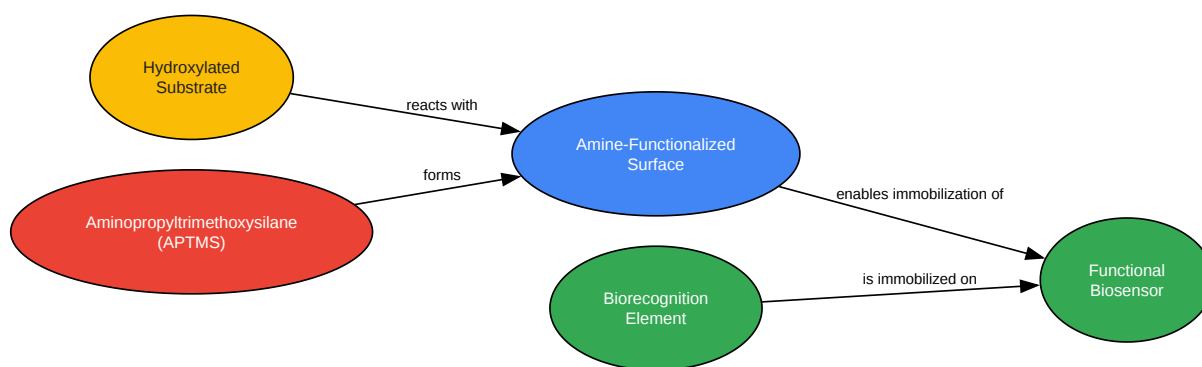 Hydroxylated
Substrate
reacts with
Amine-Functionalized
Surface
forms
Aminopropyltrimethoxysilane
(APTMS)
enables immobilization of
Functional
Biosensor
is immobilized on
Biorecognition
Element